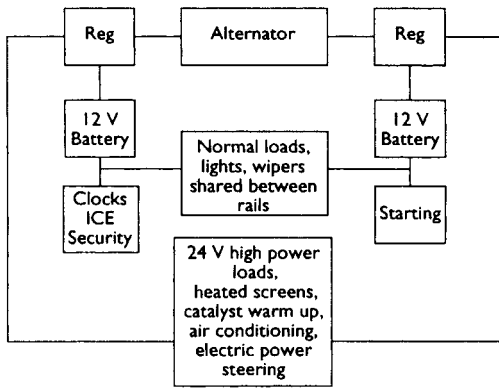 Reg
Alternator
Reg
12 V
Battery
12 V
Battery
Normal loads,
lights, wipers
shared between
rails
Clocks
ICE
Security
Starting
24 V high power
loads,
heated screens,
catalyst warm up,
air conditioning,
electric power
steering